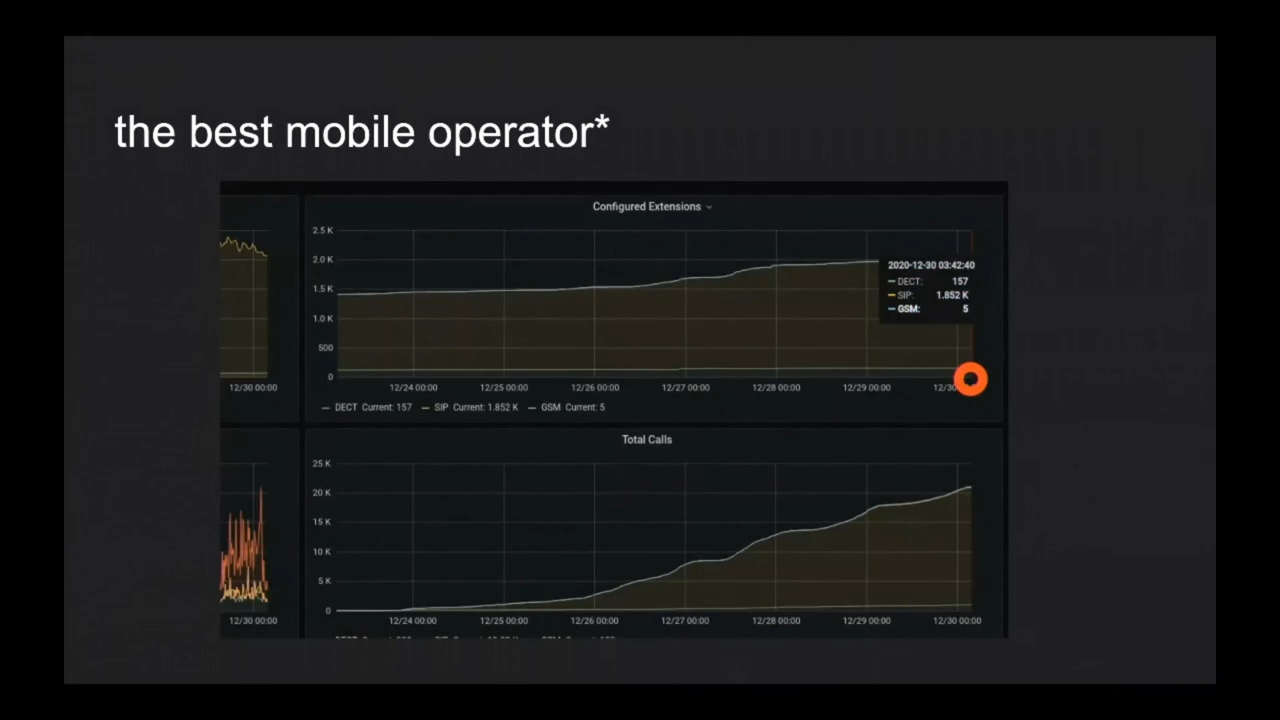 the best mobile operator*
Configured Extensions
2.5 K
2.0 K
1.5 K
1.0 K
500
0
2020-12-30 03:42:40
DECT: 157
SIP: 1.852 K
GSM: 5
12/30 00:00
12/24 00:00 12/25 00:00 12/26 00:00 12/27 00:00 12/28 00:00 12/29 00:00 12/30
DECT Current: 157 SIP Current: 1.852 K GSM Current: 5
Total Calls
25 K
20 K
15 K
10 K
5 K
0
12/30 00:00
12/24 00:00 12/25 00:00 12/26 00:00 12/27 00:00 12/28 00:00 12/29 00:00 12/30 00:00